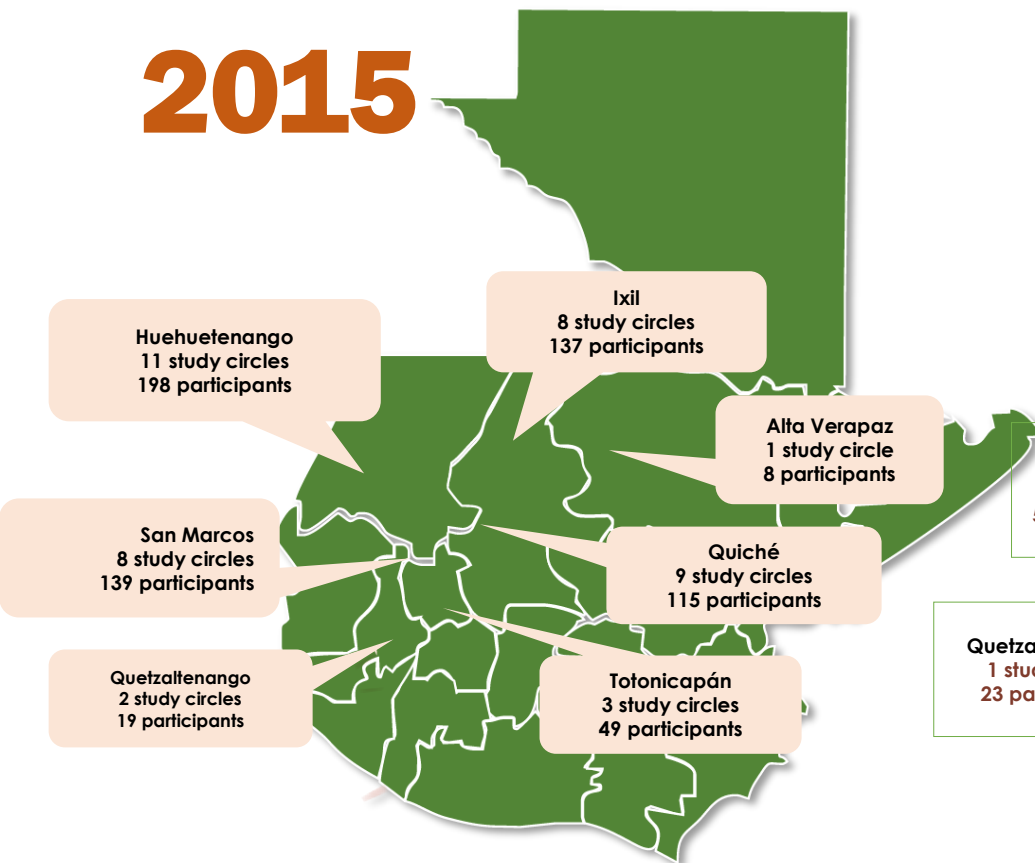 2015
Ixil
8 study circles
137 participants
Huehuetenango
11 study circles
198 participants
Alta Verapaz
1 study circle
8 participants
San Marcos
8 study circles
139 participants
Quiché
9 study circles
115 participants
Quetzaltenango
2 study circles
19 participants
Totonicapán
3 study circles
49 participants
1
23